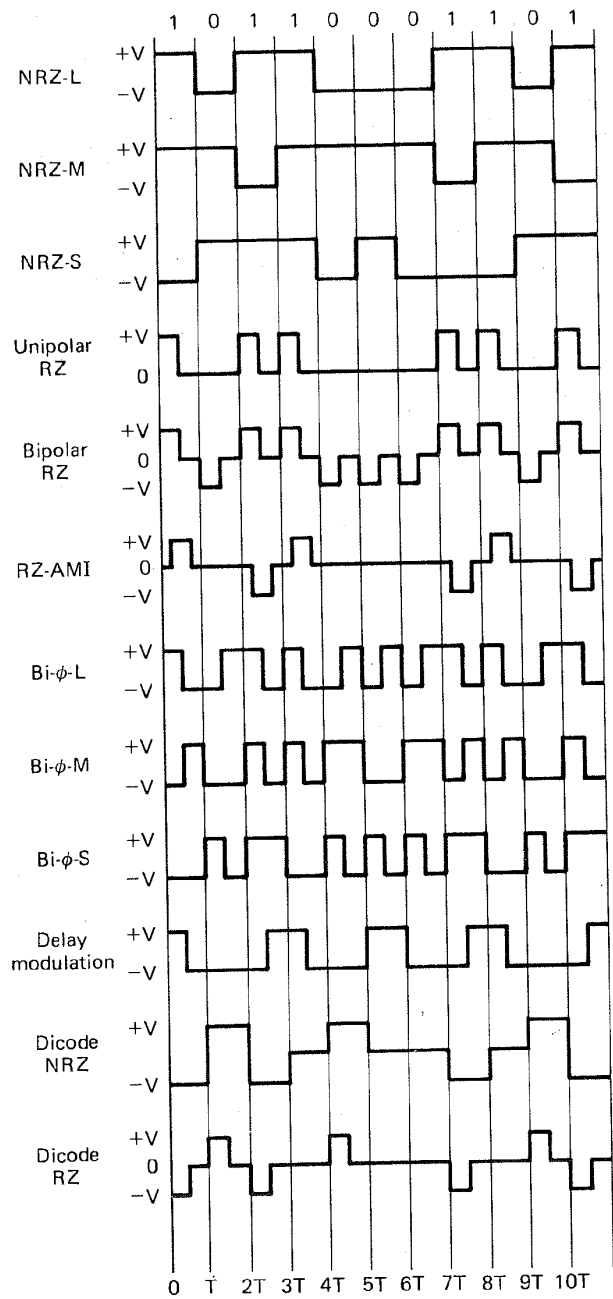 1 0 1 1 0 0 0 1 1 0 1
+V
NRZ-L
−V
+V
NRZ-M
−V
+V
NRZ-S
−V
+V
Unipolar
RZ
0
+V
Bipolar
RZ
0
−V
+V
RZ-AMI
0
−V
+V
Bi-ϕ-L
−V
+V
Bi-ϕ-M
−V
+V
Bi-ϕ-S
−V
+V
Delay
modulation
−V
+V
Dicode
NRZ
−V
+V
Dicode
RZ
0
−V
0 T 2T 3T 4T 5T 6T 7T 8T 9T 10T